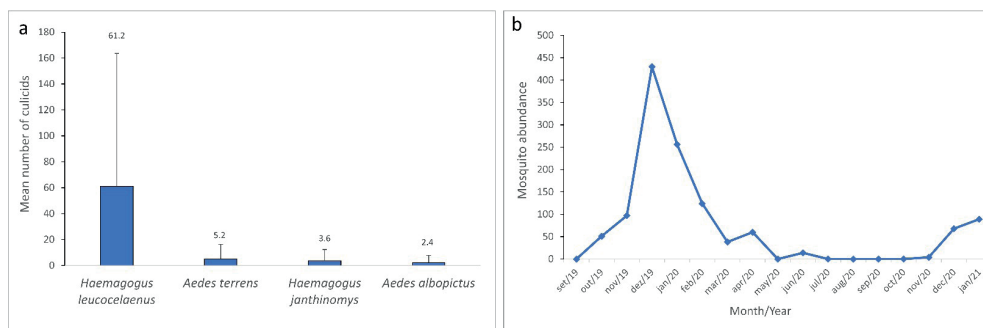 a
Mean number of culicids
180
160
140
120
100
80
60
40
20
0
61.2
5.2
3.6
2.4
Haemagogus
leucocelaenus
Aedes terrens
Haemagogus
janthinomys
Aedes albopictus
b
Mosquito abundance
500
450
400
350
300
250
200
150
100
50
0
set/19
out/19
nov/19
dez/19
jan/20
feb/20
mar/20
apr/20
may/20
jun/20
jul/20
aug/20
sep/20
oct/20
nov/20
dec/20
jan/21
Month/Year